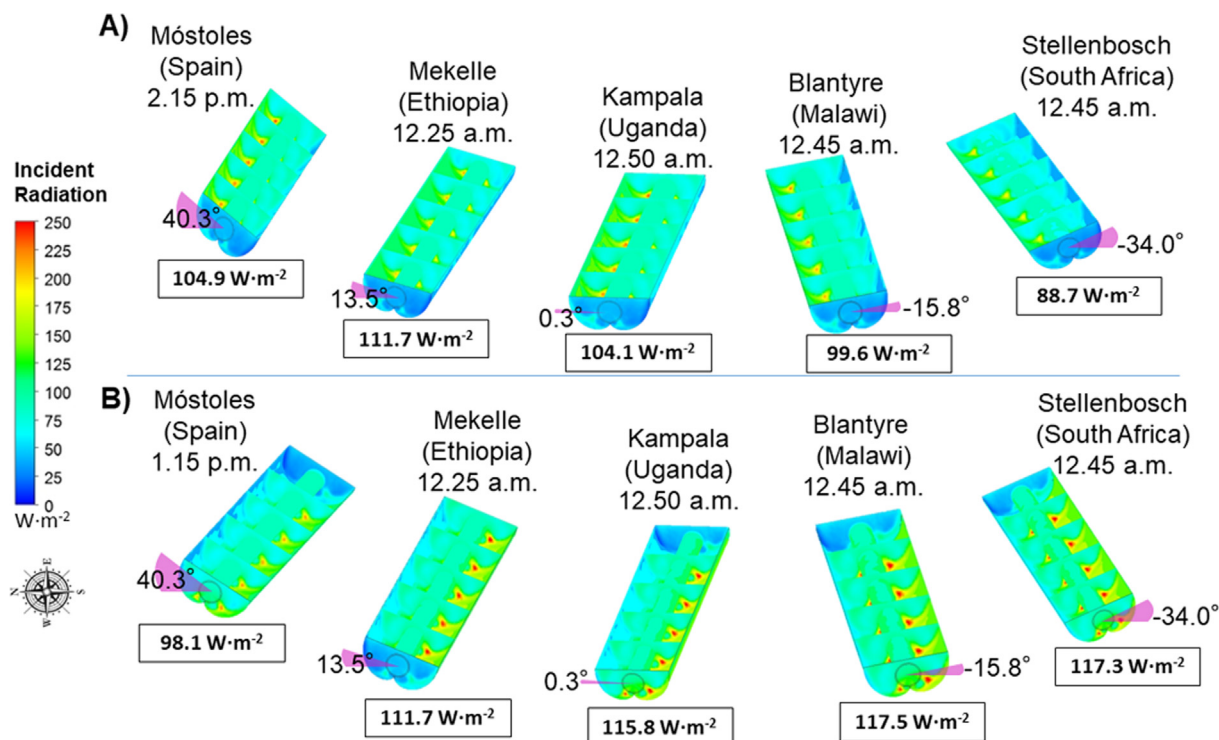 A)
Móstoles
(Spain)
2.15 p.m.
Mekelle
(Ethiopia)
12.25 a.m.
Kampala
(Uganda)
12.50 a.m.
Blantyre
(Malawi)
12.45 a.m.
Stellenbosch
(South Africa)
12.45 a.m.
Incident
Radiation
250
225
200
175
150
125
100
75
50
25
0
W·m-2
40.3°
104.9 W·m-2
13.5°
111.7 W·m-2
0.3°
104.1 W·m-2
-15.8°
99.6 W·m-2
-34.0°
88.7 W·m-2
B)
Móstoles
(Spain)
1.15 p.m.
Mekelle
(Ethiopia)
12.25 a.m.
Kampala
(Uganda)
12.50 a.m.
Blantyre
(Malawi)
12.45 a.m.
Stellenbosch
(South Africa)
12.45 a.m.
N
E
S
W
40.3°
98.1 W·m-2
13.5°
111.7 W·m-2
0.3°
115.8 W·m-2
-15.8°
117.5 W·m-2
-34.0°
117.3 W·m-2